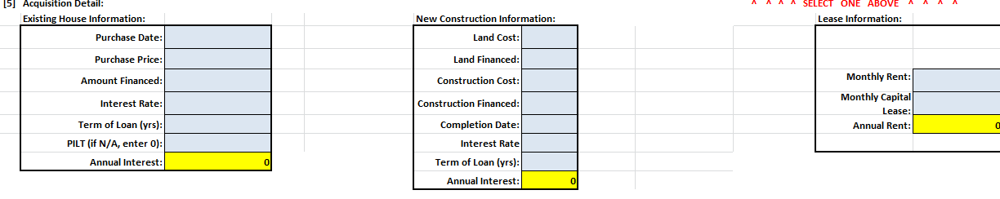 [5] Acquisition Detail:
^ ^ ^ ^ SELECT ONE ABOVE ^ ^ ^ ^
Existing House Information:
Purchase Date:
Purchase Price:
Amount Financed:
Interest Rate:
Term of Loan (yrs):
PILT (if N/A, enter 0):
Annual Interest: 0
New Construction Information:
Land Cost:
Land Financed:
Construction Cost:
Construction Financed:
Completion Date:
Interest Rate
Term of Loan (yrs):
Annual Interest: 0
Lease Information:
Monthly Rent:
Monthly Capital
Lease:
Annual Rent: 0